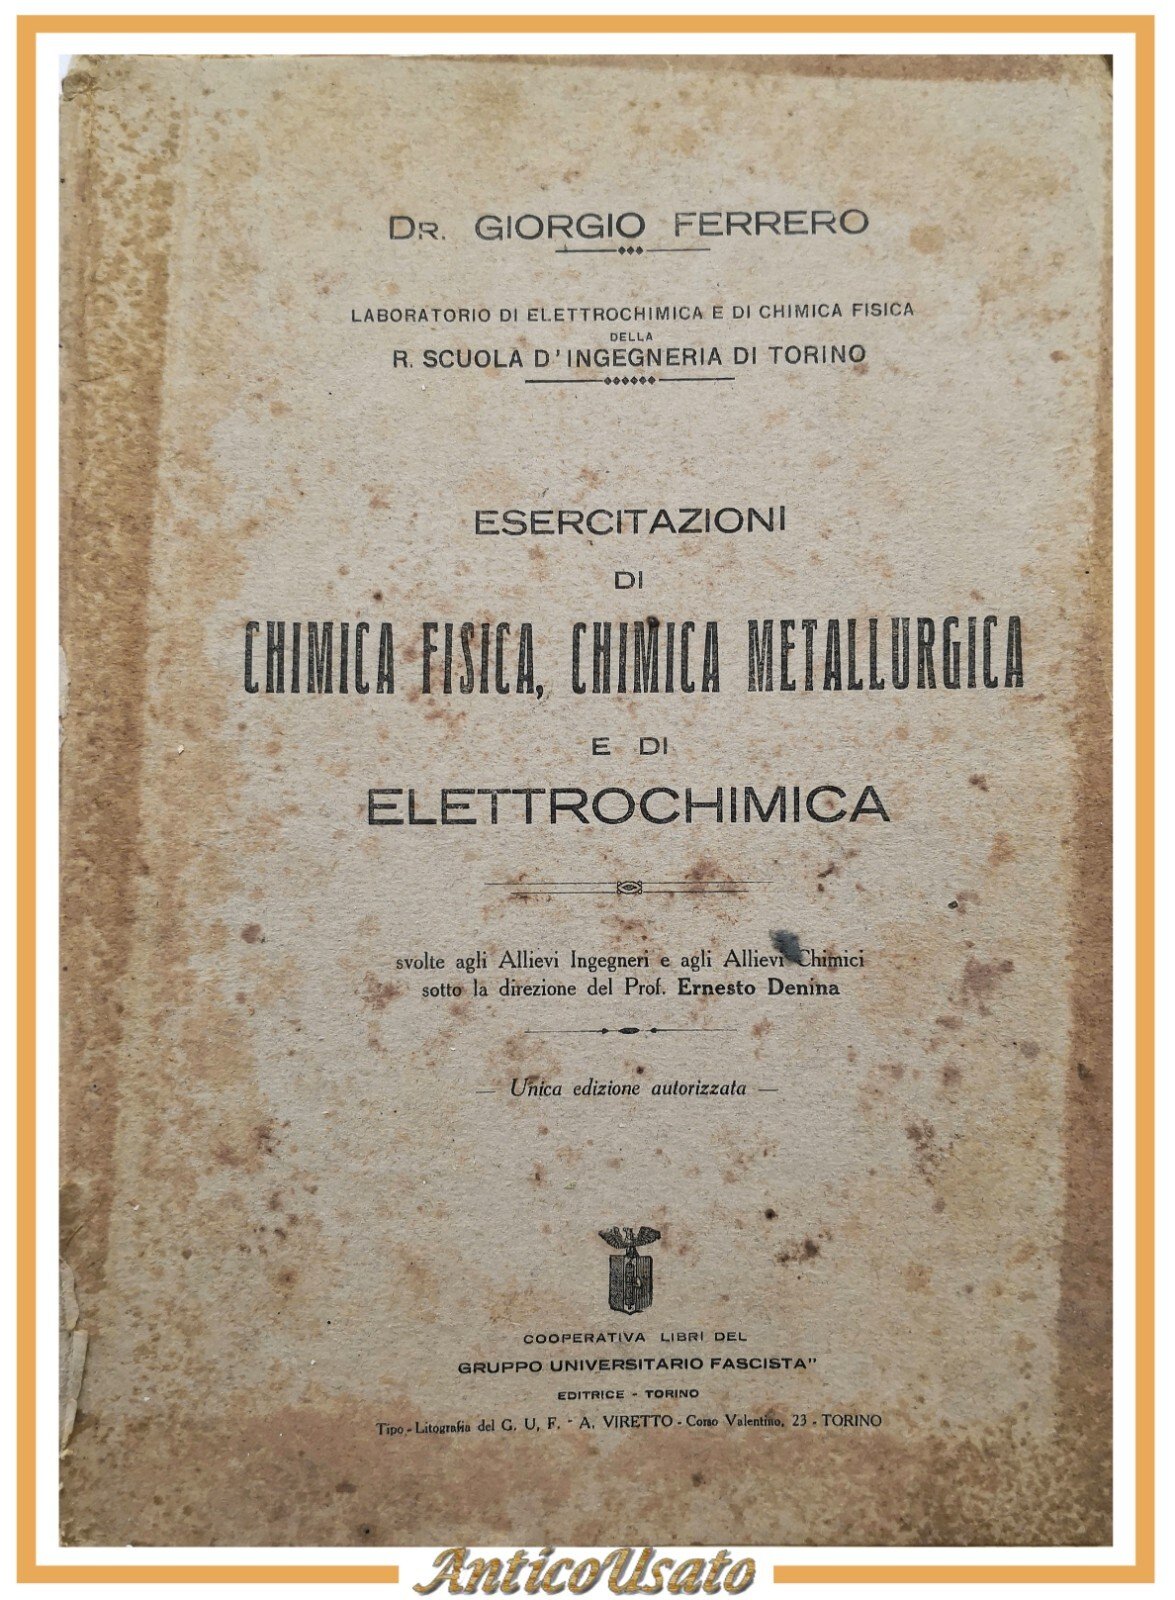 DR. GIORGIO FERRERO
LABORATORIO DI ELETTROCHIMICA E DI CHIMICA FISICA
DELLA
R. SCUOLA D'INGEGNERIA DI TORINO
ESERCITAZIONI
DI
CHIMICA FISICA, CHIMICA METALLURGICA
E DI
ELETTROCHIMICA
svolte agli Allievi Ingegneri e agli Allievi Chimici
sotto la direzione del Prof. Ernesto Denina
— Unica edizione autorizzata —
COOPERATIVA LIBRI DEL
GRUPPO UNIVERSITARIO FASCISTA"
EDITRICE - TORINO
Tipo - Litografia del G. U, F. - A. VIRETTO - Corso Valentino, 23 - TORINO
AnticoUsato